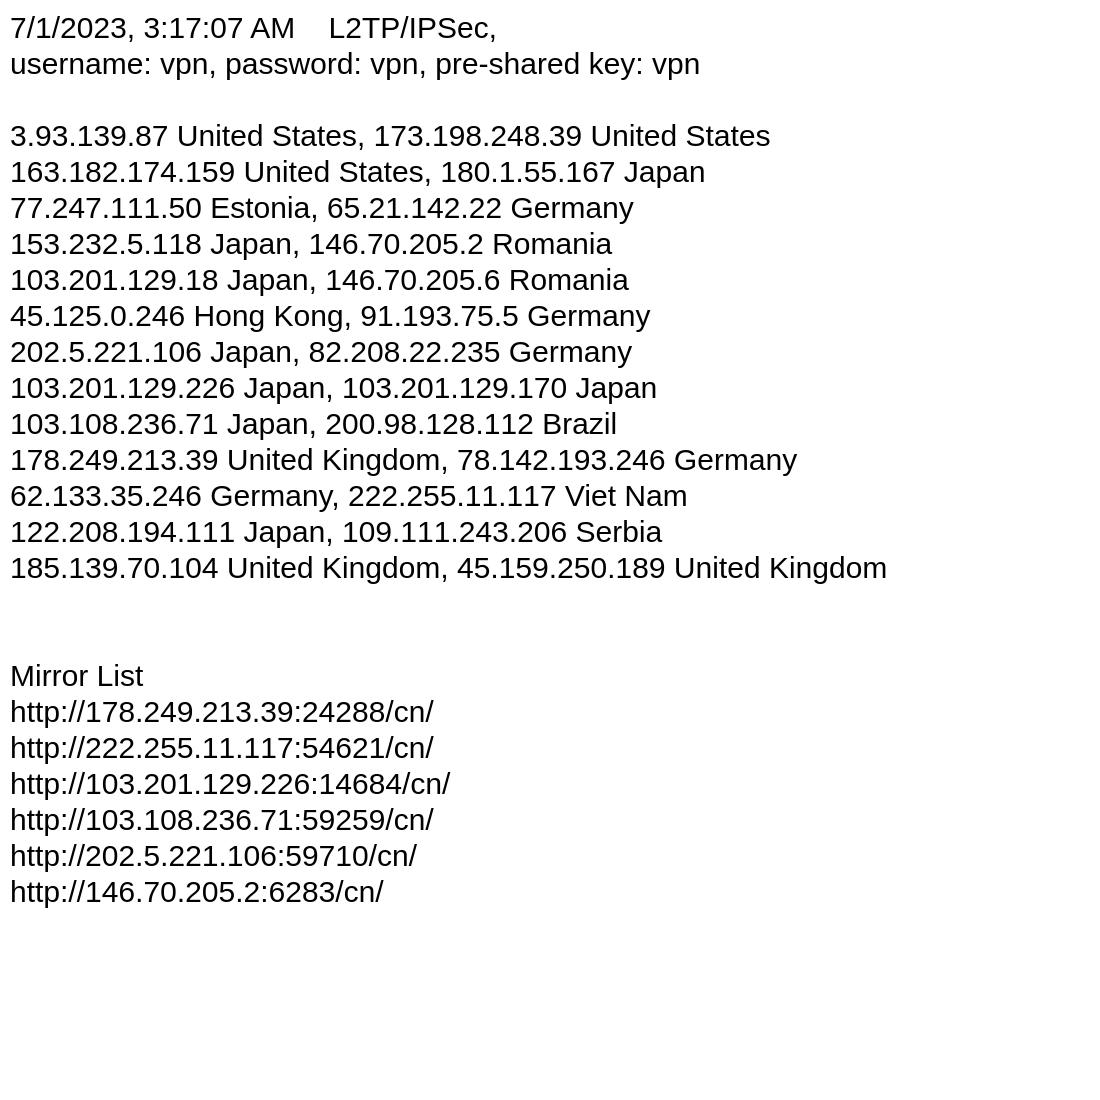 7/1/2023, 3:17:07 AM    L2TP/IPSec,
username: vpn, password: vpn, pre-shared key: vpn
3.93.139.87 United States, 173.198.248.39 United States
163.182.174.159 United States, 180.1.55.167 Japan
77.247.111.50 Estonia, 65.21.142.22 Germany
153.232.5.118 Japan, 146.70.205.2 Romania
103.201.129.18 Japan, 146.70.205.6 Romania
45.125.0.246 Hong Kong, 91.193.75.5 Germany
202.5.221.106 Japan, 82.208.22.235 Germany
103.201.129.226 Japan, 103.201.129.170 Japan
103.108.236.71 Japan, 200.98.128.112 Brazil
178.249.213.39 United Kingdom, 78.142.193.246 Germany
62.133.35.246 Germany, 222.255.11.117 Viet Nam
122.208.194.111 Japan, 109.111.243.206 Serbia
185.139.70.104 United Kingdom, 45.159.250.189 United Kingdom
Mirror List
http://178.249.213.39:24288/cn/
http://222.255.11.117:54621/cn/
http://103.201.129.226:14684/cn/
http://103.108.236.71:59259/cn/
http://202.5.221.106:59710/cn/
http://146.70.205.2:6283/cn/